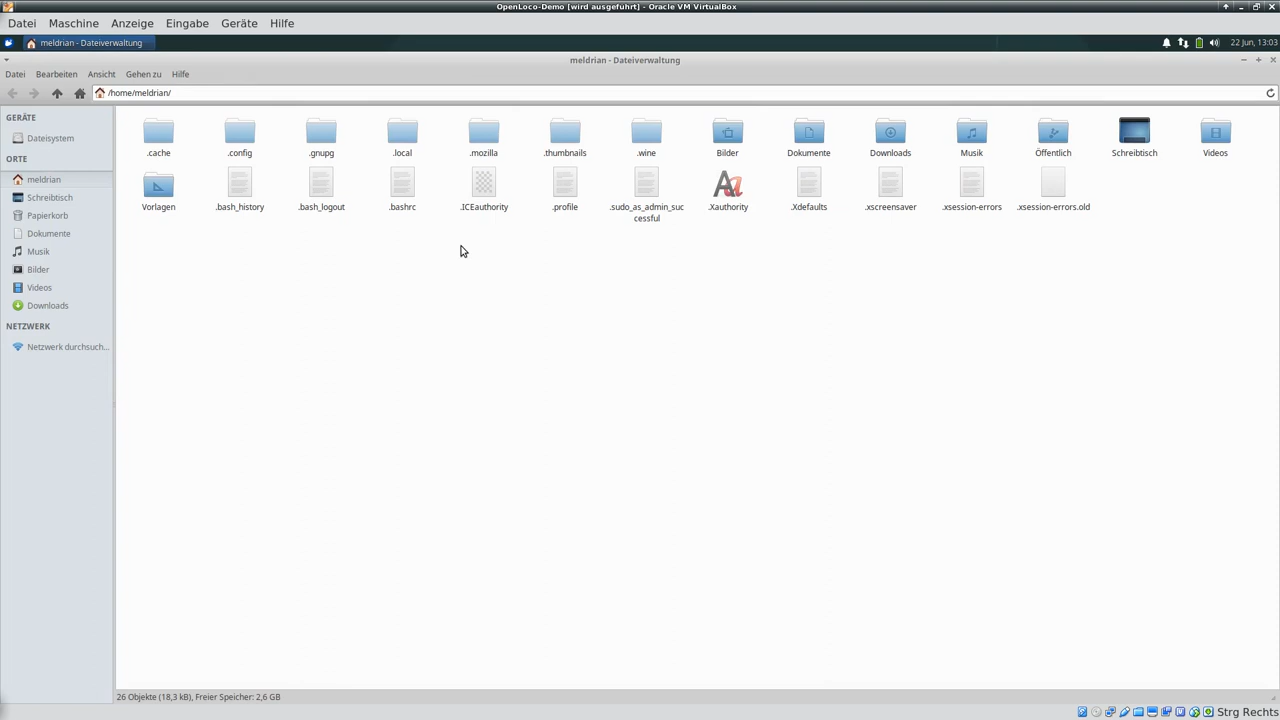 OpenLoco-Demo [wird ausgeführt] - Oracle VM VirtualBox
Datei Maschine Anzeige Eingabe Geräte Hilfe
meldrian - Dateiverwaltung
22 Jun, 13:03
meldrian - Dateiverwaltung
Datei Bearbeiten Ansicht Gehen zu Hilfe
/home/meldrian/
GERÄTE
Dateisystem
ORTE
meldrian
Schreibtisch
Papierkorb
Dokumente
Musik
Bilder
Videos
Downloads
NETZWERK
Netzwerk durchsuch...
.cache .config .gnupg .local .mozilla .thumbnails .wine Bilder Dokumente Downloads Musik Öffentlich Schreibtisch Videos
Vorlagen .bash_history .bash_logout .bashrc .ICEauthority .profile .sudo_as_admin_suc .Xauthority .Xdefaults .xscreensaver .xsession-errors .xsession-errors.old
cessful
26 Objekte (18,3 kB), Freier Speicher: 2,6 GB
Strg Rechts